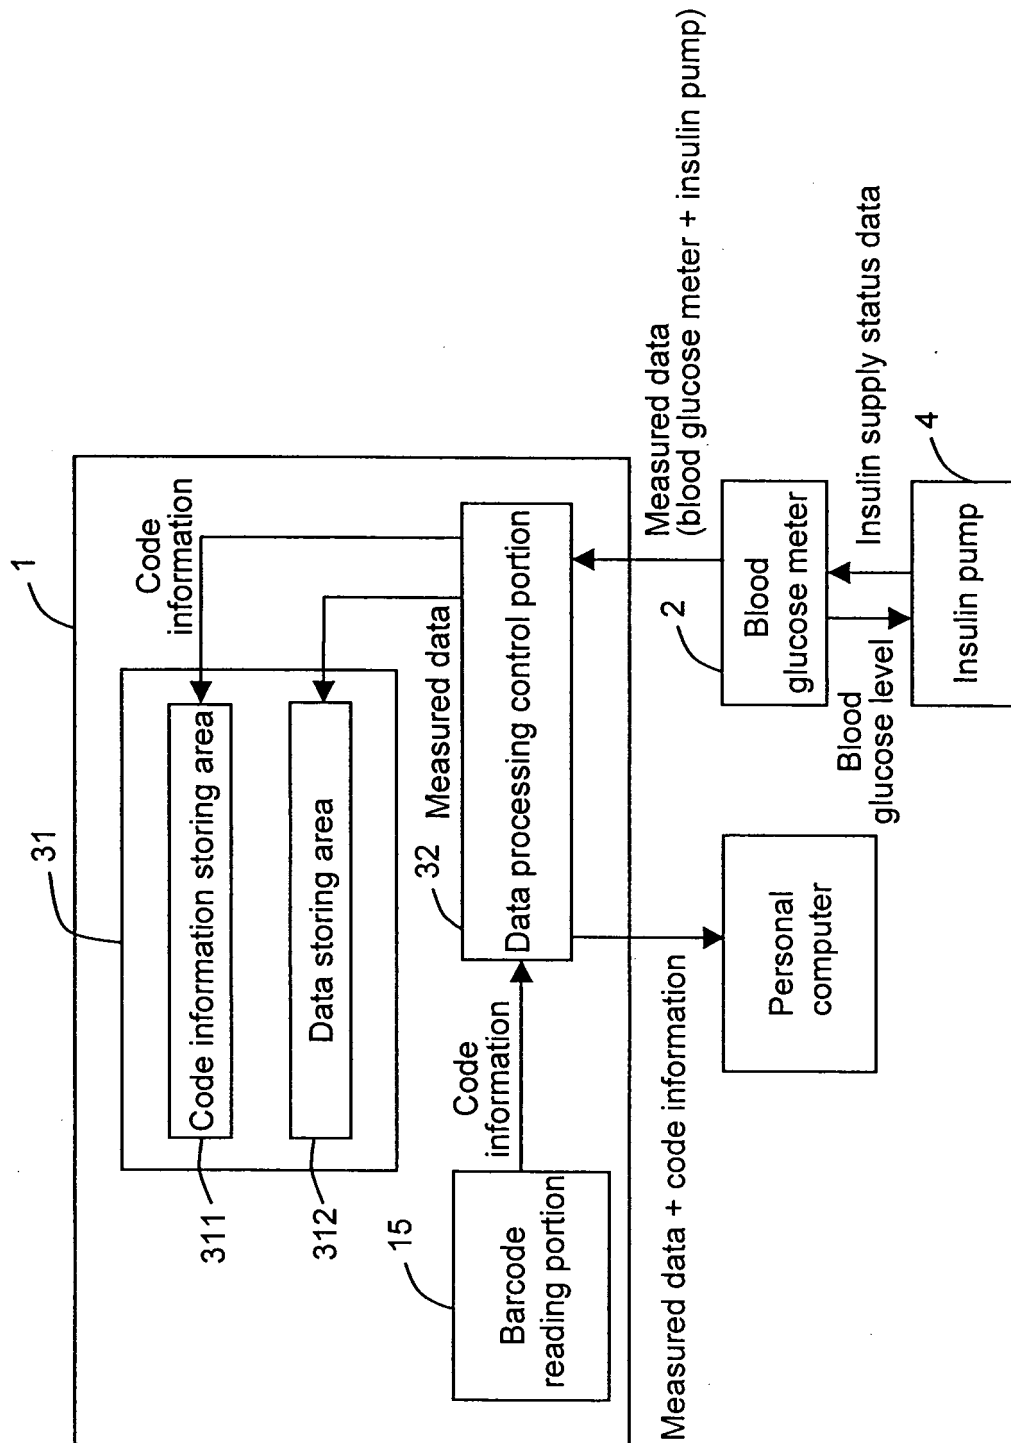 1
31
Code
information
Code information storing area
311
Data storing area
312
Measured data
32
Data processing control portion
15
Barcode
reading portion
Code
information
Measured data + code information
Measured data
(blood glucose meter + insulin pump)
Personal
computer
2
Blood
glucose meter
Blood
glucose level
Insulin supply status data
4
Insulin pump